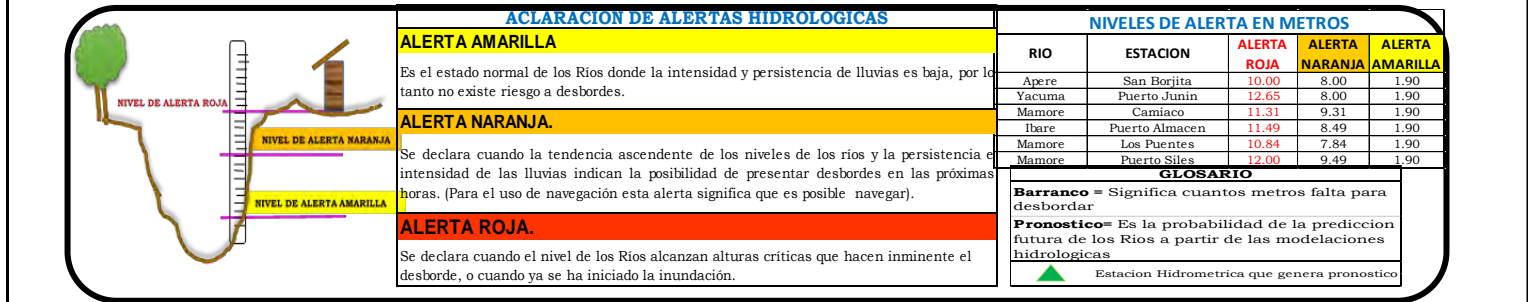 NIVEL DE ALERTA ROJA
NIVEL DE ALERTA NARANJA
NIVEL DE ALERTA AMARILLA
ACLARACION DE ALERTAS HIDROLOGICAS
ALERTA AMARILLA
Es el estado normal de los Ríos donde la intensidad y persistencia de lluvias es baja, por lo
tanto no existe riesgo a desbordes.
ALERTA NARANJA.
Se declara cuando la tendencia ascendente de los niveles de los ríos y la persistencia e
intensidad de las lluvias indican la posibilidad de presentar desbordes en las próximas
horas. (Para el uso de navegación esta alerta significa que es posible navegar).
ALERTA ROJA.
Se declara cuando el nivel de los Ríos alcanzan alturas críticas que hacen inminente el
desborde, o cuando ya se ha iniciado la inundación.
NIVELES DE ALERTA EN METROS
RIO ESTACION ALERTA ROJA ALERTA NARANJA ALERTA AMARILLA
Apere San Borjita 10.00 8.00 1.90
Yacuma Puerto Junin 12.65 8.00 1.90
Mamore Camiaco 11.31 9.31 1.90
Ibare Puerto Almacen 11.49 8.49 1.90
Mamore Los Puentes 10.84 7.84 1.90
Mamore Puerto Siles 12.00 9.49 1.90
GLOSARIO
Barranco = Significa cuantos metros falta para
desbordar
Pronostico= Es la probabilidad de la prediccion
futura de los Rios a partir de las modelaciones
hidrologicas
Estacion Hidrometrica que genera pronostico